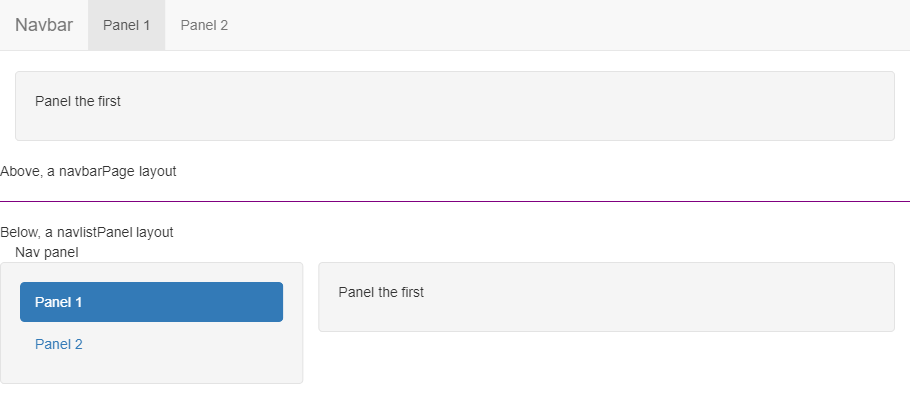 Navbar Panel 1 Panel 2
Panel the first
Above, a navbarPage layout
Below, a navlistPanel layout
Nav panel
Panel 1
Panel the first
Panel 2